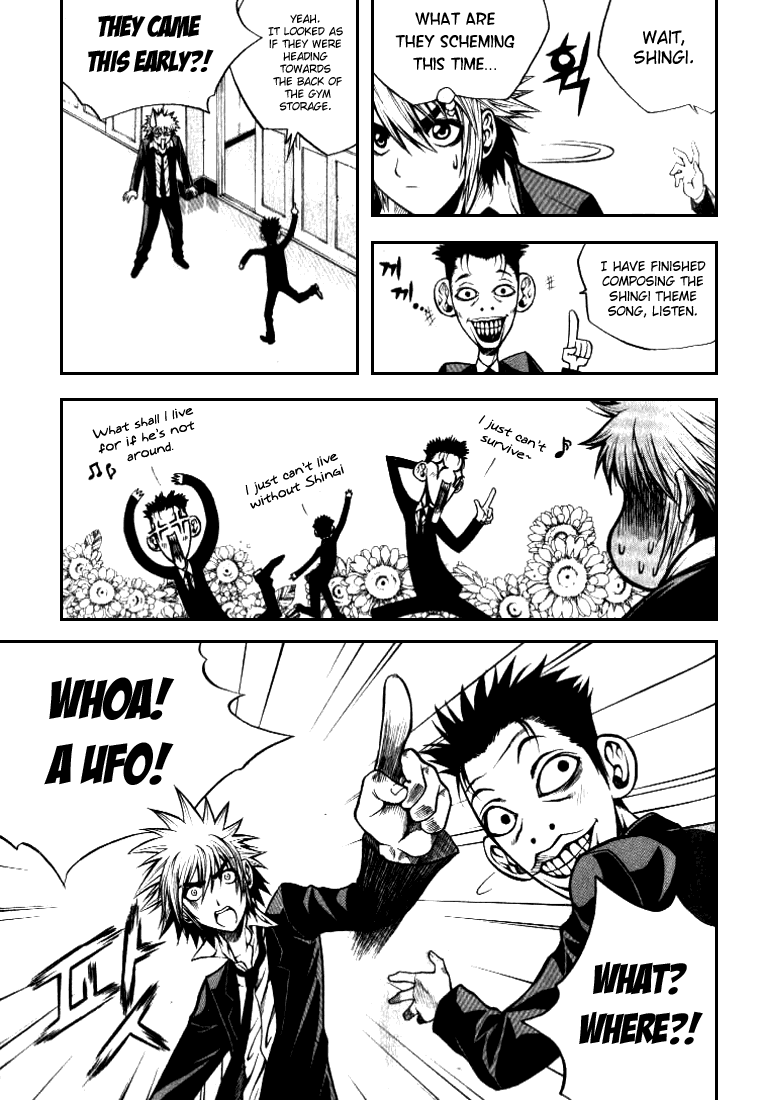 THEY CAME
THIS EARLY?!
YEAH.
IT LOOKED AS
IF THEY WERE
HEADING
TOWARDS
THE BACK OF
THE GYM
STORAGE.
WHAT ARE
THEY SCHEMING
THIS TIME...
WAIT,
SHINGI.
I HAVE FINISHED
COMPOSING THE
SHINGI THEME
SONG, LISTEN.
What shall I live
for if he's not
around.
I just can't live
without Shingi
I just can't
survive~
WHOA!
A UFO!
WHAT?
WHERE?!